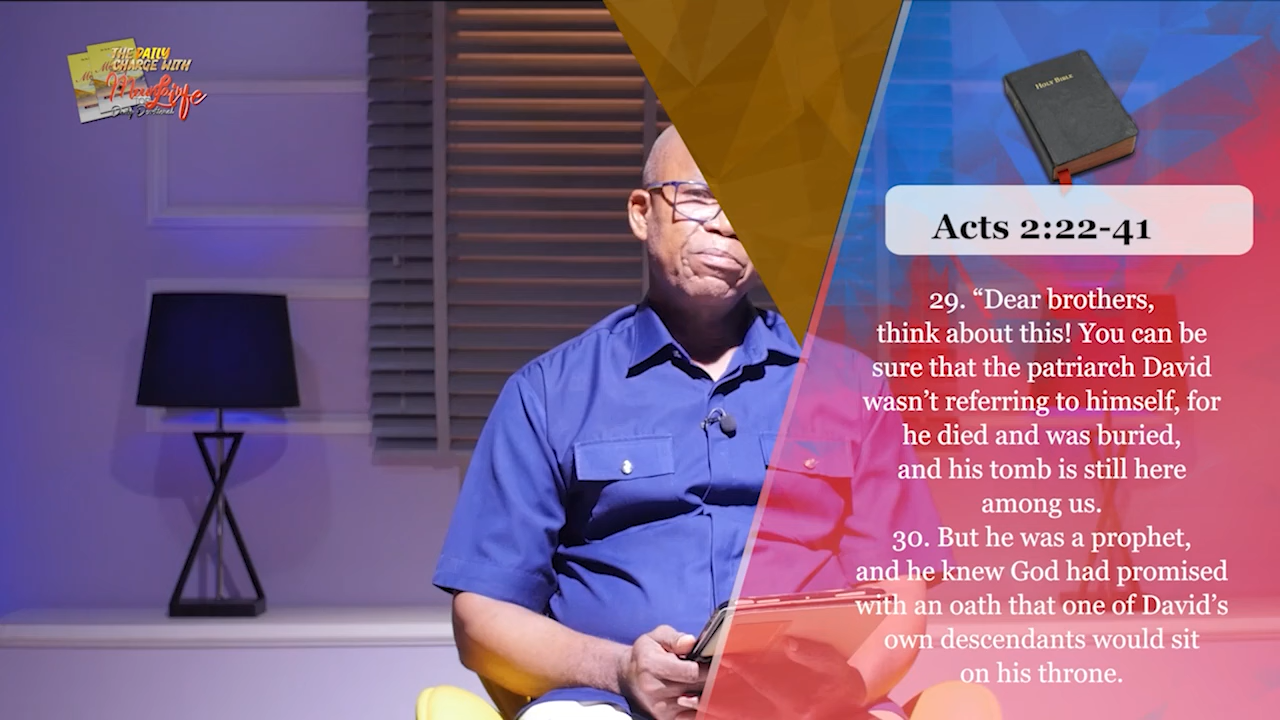 THE DAILY
CHARGE WITH
Daily Devotional
HOLY BIBLE
Acts 2:22-41
29. “Dear brothers,
think about this! You can be
sure that the patriarch David
wasn’t referring to himself, for
he died and was buried,
and his tomb is still here
among us.
30. But he was a prophet,
and he knew God had promised
with an oath that one of David’s
own descendants would sit
on his throne.